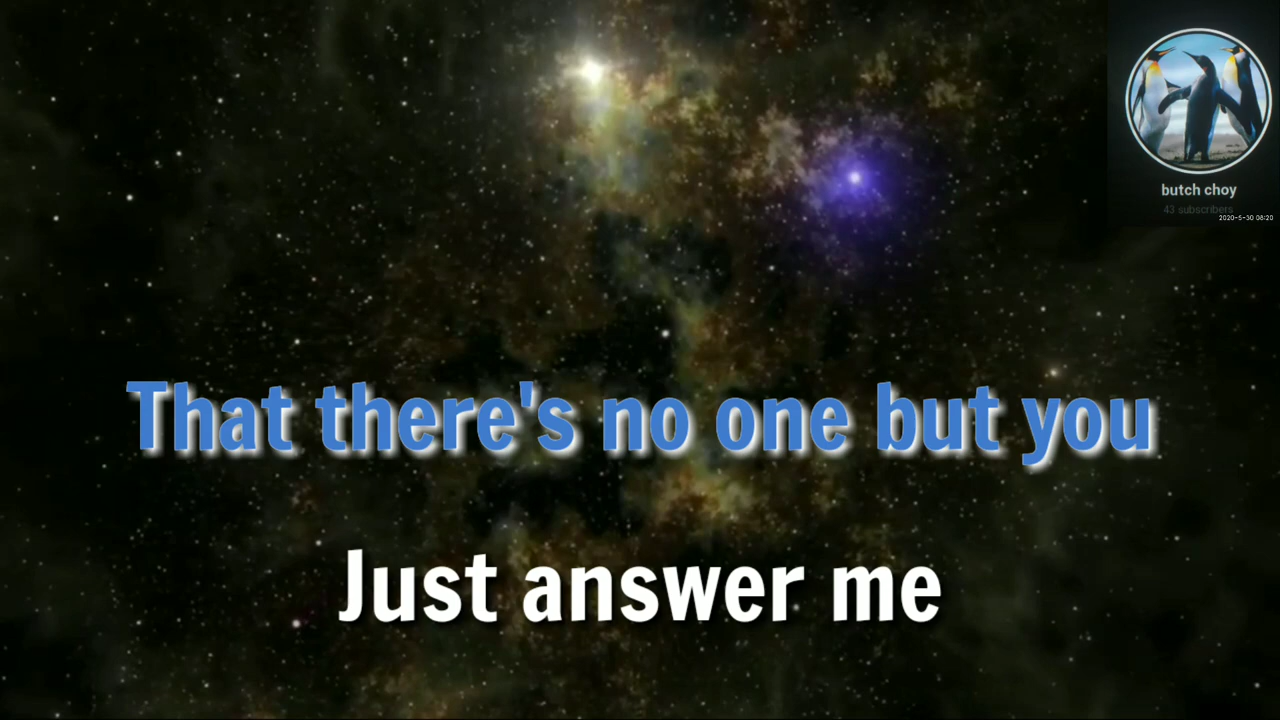 butch choy
43 subscribers
2020-5-30 08:20
That there's no one but you
Just answer me